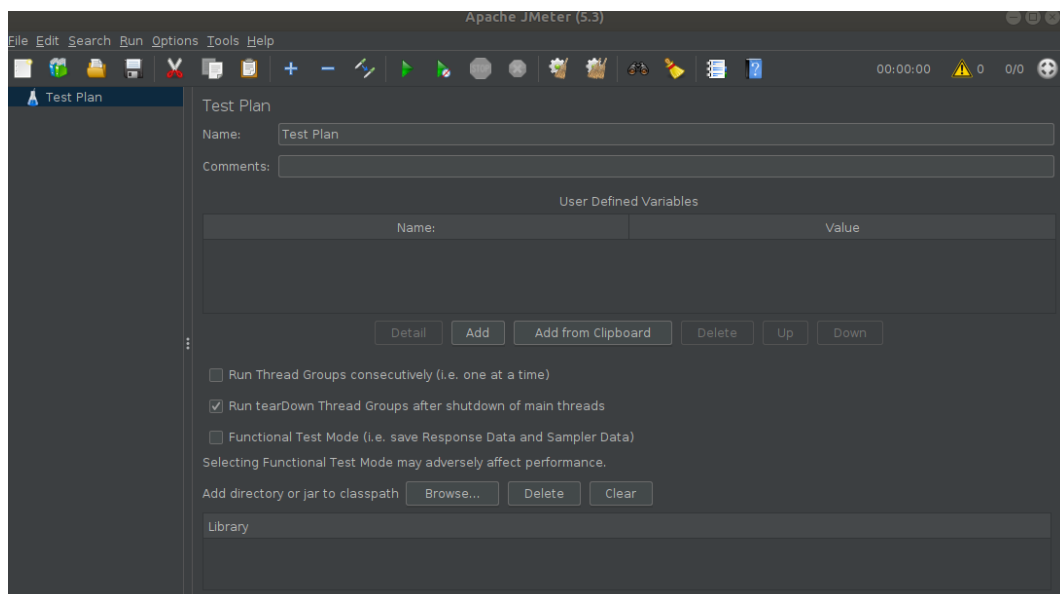 Apache JMeter (5.3)
File Edit Search Run Options Tools Help
00:00:00 0 0/0
Test Plan
Test Plan
Name: Test Plan
Comments:
User Defined Variables
Name: Value
Detail Add Add from Clipboard Delete Up Down
Run Thread Groups consecutively (i.e. one at a time)
Run tearDown Thread Groups after shutdown of main threads
Functional Test Mode (i.e. save Response Data and Sampler Data)
Selecting Functional Test Mode may adversely affect performance.
Add directory or jar to classpath Browse... Delete Clear
Library